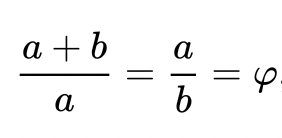 (a + b)/a = a/b = φ.